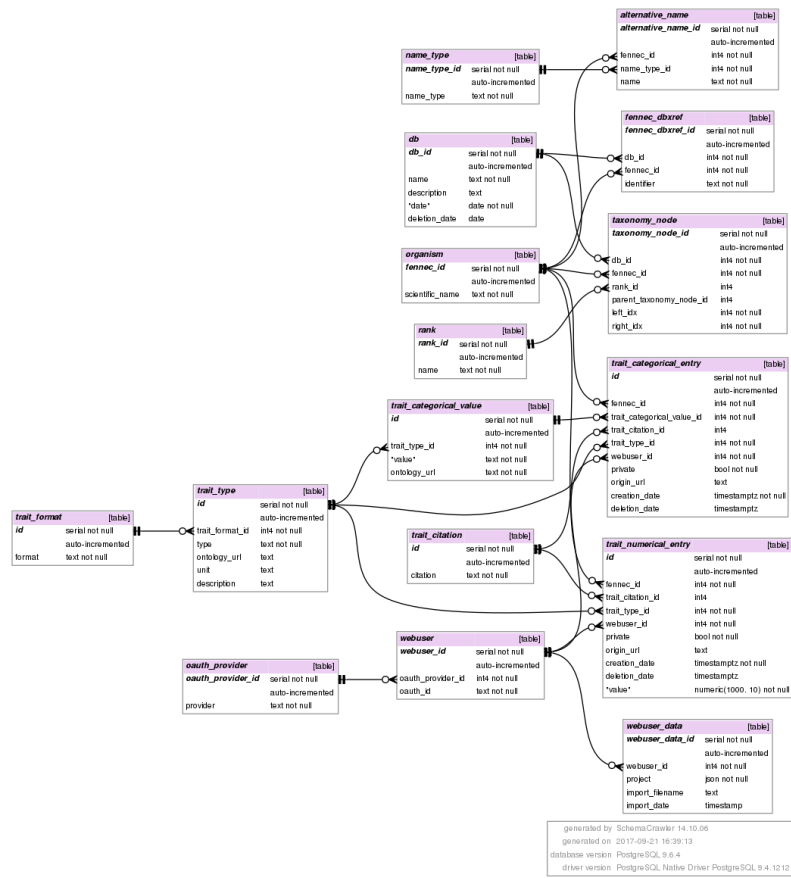 alternative_name [table]
alternative_name_id serial not null
auto-incremented
fennec_id int4 not null
name_type_id int4 not null
name text not null
name_type [table]
name_type_id serial not null
auto-incremented
name_type text not null
fennec_dbxref [table]
fennec_dbxref_id serial not null
auto-incremented
db_id int4 not null
fennec_id int4 not null
identifier text not null
db [table]
db_id serial not null
auto-incremented
name text not null
description text
"date" date not null
deletion_date date
taxonomy_node [table]
taxonomy_node_id serial not null
auto-incremented
db_id int4 not null
fennec_id int4 not null
rank_id int4
parent_taxonomy_node_id int4
left_idx int4 not null
right_idx int4 not null
organism [table]
fennec_id serial not null
auto-incremented
scientific_name text not null
rank [table]
rank_id serial not null
auto-incremented
name text not null
trait_categorical_entry [table]
id serial not null
auto-incremented
fennec_id int4 not null
trait_categorical_value_id int4 not null
trait_citation_id int4
trait_type_id int4 not null
webuser_id int4 not null
private bool not null
origin_url text
creation_date timestamptz not null
deletion_date timestamptz
trait_categorical_value [table]
id serial not null
auto-incremented
trait_type_id int4 not null
"value" text not null
ontology_url text not null
trait_type [table]
id serial not null
auto-incremented
trait_format_id int4 not null
type text not null
ontology_url text
unit text
description text
trait_format [table]
id serial not null
auto-incremented
format text not null
trait_citation [table]
id serial not null
auto-incremented
citation text not null
trait_numerical_entry [table]
id serial not null
auto-incremented
fennec_id int4 not null
trait_citation_id int4
trait_type_id int4 not null
webuser_id int4 not null
private bool not null
origin_url text
creation_date timestamptz not null
deletion_date timestamptz
"value" numeric(1000, 10) not null
webuser [table]
webuser_id serial not null
auto-incremented
oauth_provider_id int4 not null
oauth_id text not null
oauth_provider [table]
oauth_provider_id serial not null
auto-incremented
provider text not null
webuser_data [table]
webuser_data_id serial not null
auto-incremented
webuser_id int4 not null
project json not null
import_filename text
import_date timestamp
generated by SchemaCrawler 14.10.06
generated on 2017-09-21 16:39:13
database version PostgreSQL 9.6.4
driver version PostgreSQL Native Driver PostgreSQL 9.4.1212